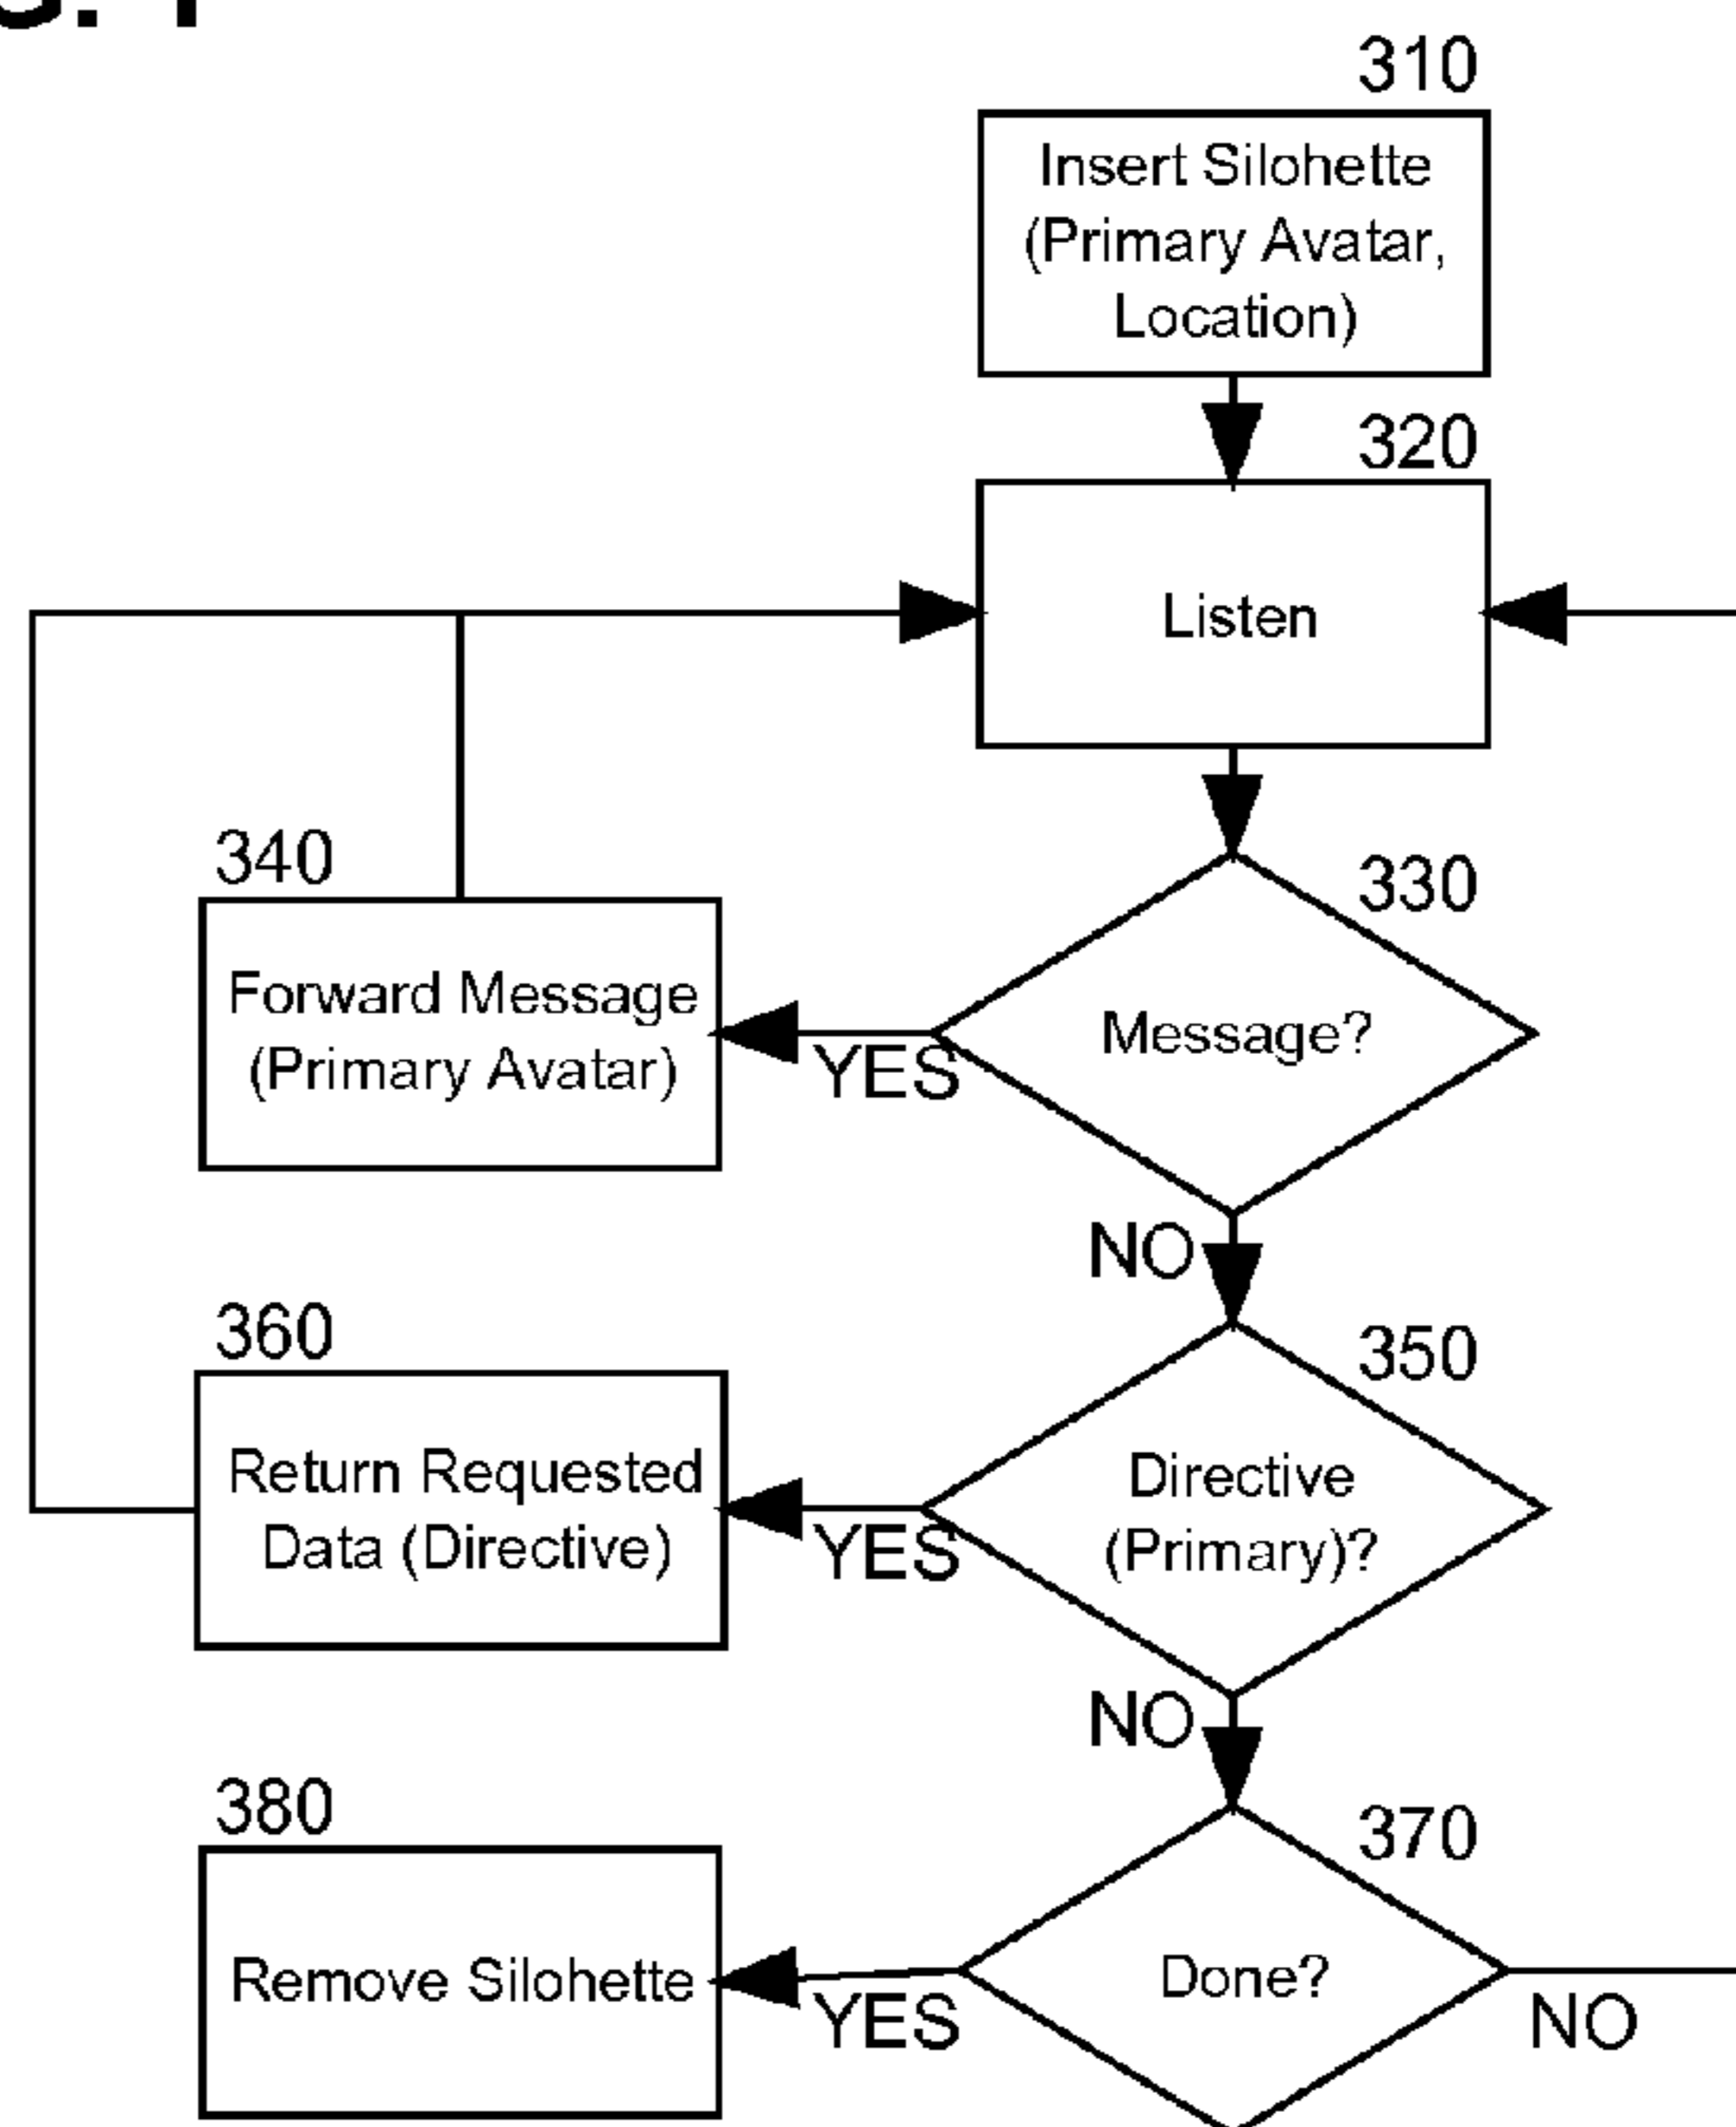 310
Insert Silohette
(Primary Avatar,
Location)
320
Listen
340
330
Forward Message
(Primary Avatar)
Message?
YES
NO
360
350
Return Requested
Data (Directive)
Directive
(Primary)?
YES
NO
380
370
Remove Silohette
Done?
YES
NO